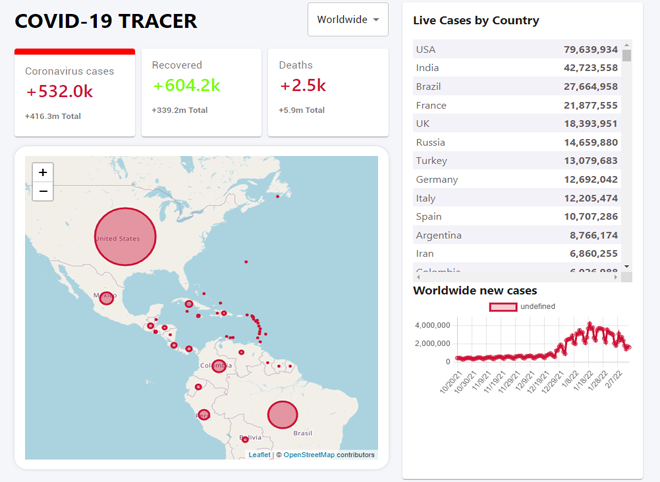 COVID-19 TRACER
Worldwide
Coronavirus cases
+532.0k
+416.3m Total
Recovered
+604.2k
+339.2m Total
Deaths
+2.5k
+5.9m Total
+
−
United States
Mexico
Colombia
Bolivia
Brasil
Leaflet | © OpenStreetMap contributors
Live Cases by Country
USA 79,639,934
India 42,723,558
Brazil 27,664,958
France 21,877,555
UK 18,393,951
Russia 14,659,880
Turkey 13,079,683
Germany 12,692,042
Italy 12,205,474
Spain 10,707,286
Argentina 8,766,174
Iran 6,860,255
Colombia
Worldwide new cases
undefined
4,000,000
2,000,000
0
10/20/21
10/30/21
11/9/21
11/19/21
11/29/21
12/9/21
12/19/21
12/29/21
1/8/22
1/18/22
1/28/22
2/7/22